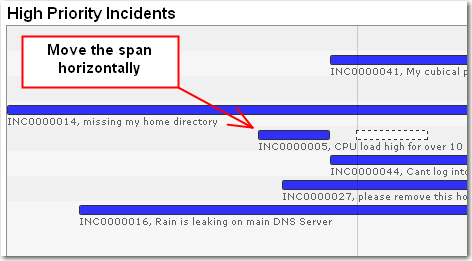 High Priority Incidents
Move the span
horizontally
INC0000041, My cubical p
INC0000014, missing my home directory
INC0000005, CPU load high for over 10
INC0000044, Cant log into
INC0000027, please remove this ho
INC0000016, Rain is leaking on main DNS Server